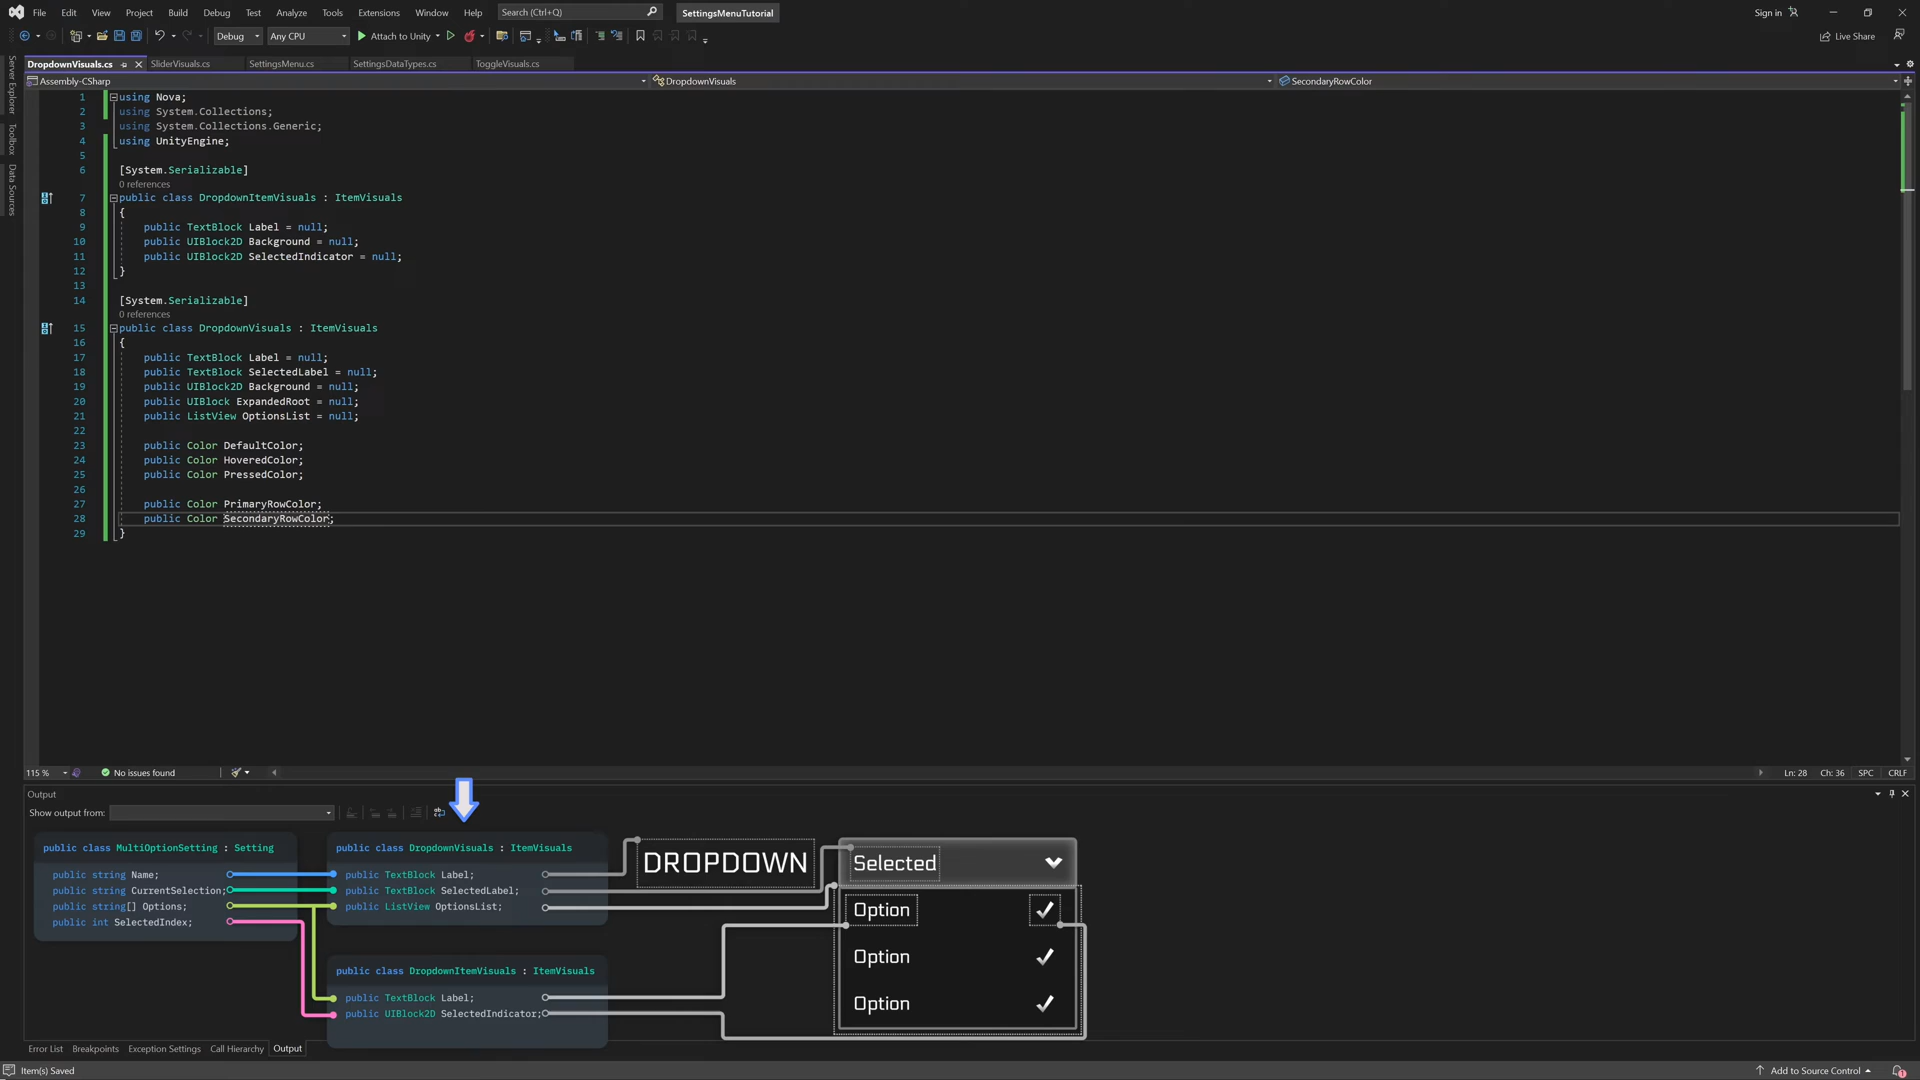 File Edit View Project Build Debug Test Analyze Tools Extensions Window Help Search (Ctrl+Q) SettingsMenuTutorial Sign in
Debug Any CPU Attach to Unity Live Share
DropdownVisuals.cs SliderVisuals.cs SettingsMenu.cs SettingsDataTypes.cs ToggleVisuals.cs
Assembly-CSharp DropdownVisuals SecondaryRowColor
Server Explorer
Toolbox
Data Sources
1 using Nova;
2 using System.Collections;
3 using System.Collections.Generic;
4 using UnityEngine;
5
6 [System.Serializable]
0 references
7 public class DropdownItemVisuals : ItemVisuals
8 {
9 public TextBlock Label = null;
10 public UIBlock2D Background = null;
11 public UIBlock2D SelectedIndicator = null;
12 }
13
14 [System.Serializable]
0 references
15 public class DropdownVisuals : ItemVisuals
16 {
17 public TextBlock Label = null;
18 public TextBlock SelectedLabel = null;
19 public UIBlock2D Background = null;
20 public UIBlock ExpandedRoot = null;
21 public ListView OptionsList = null;
22
23 public Color DefaultColor;
24 public Color HoveredColor;
25 public Color PressedColor;
26
27 public Color PrimaryRowColor;
28 public Color SecondaryRowColor;
29 }
115 % No issues found Ln: 28 Ch: 36 SPC CRLF
Output
Show output from:
public class MultiOptionSetting : Setting
public string Name;
public string CurrentSelection;
public string[] Options;
public int SelectedIndex;
public class DropdownVisuals : ItemVisuals
public TextBlock Label;
public TextBlock SelectedLabel;
public ListView OptionsList;
public class DropdownItemVisuals : ItemVisuals
public TextBlock Label;
public UIBlock2D SelectedIndicator;
DROPDOWN
Selected
Option
Option
Option
Error List Breakpoints Exception Settings Call Hierarchy Output
Item(s) Saved Add to Source Control